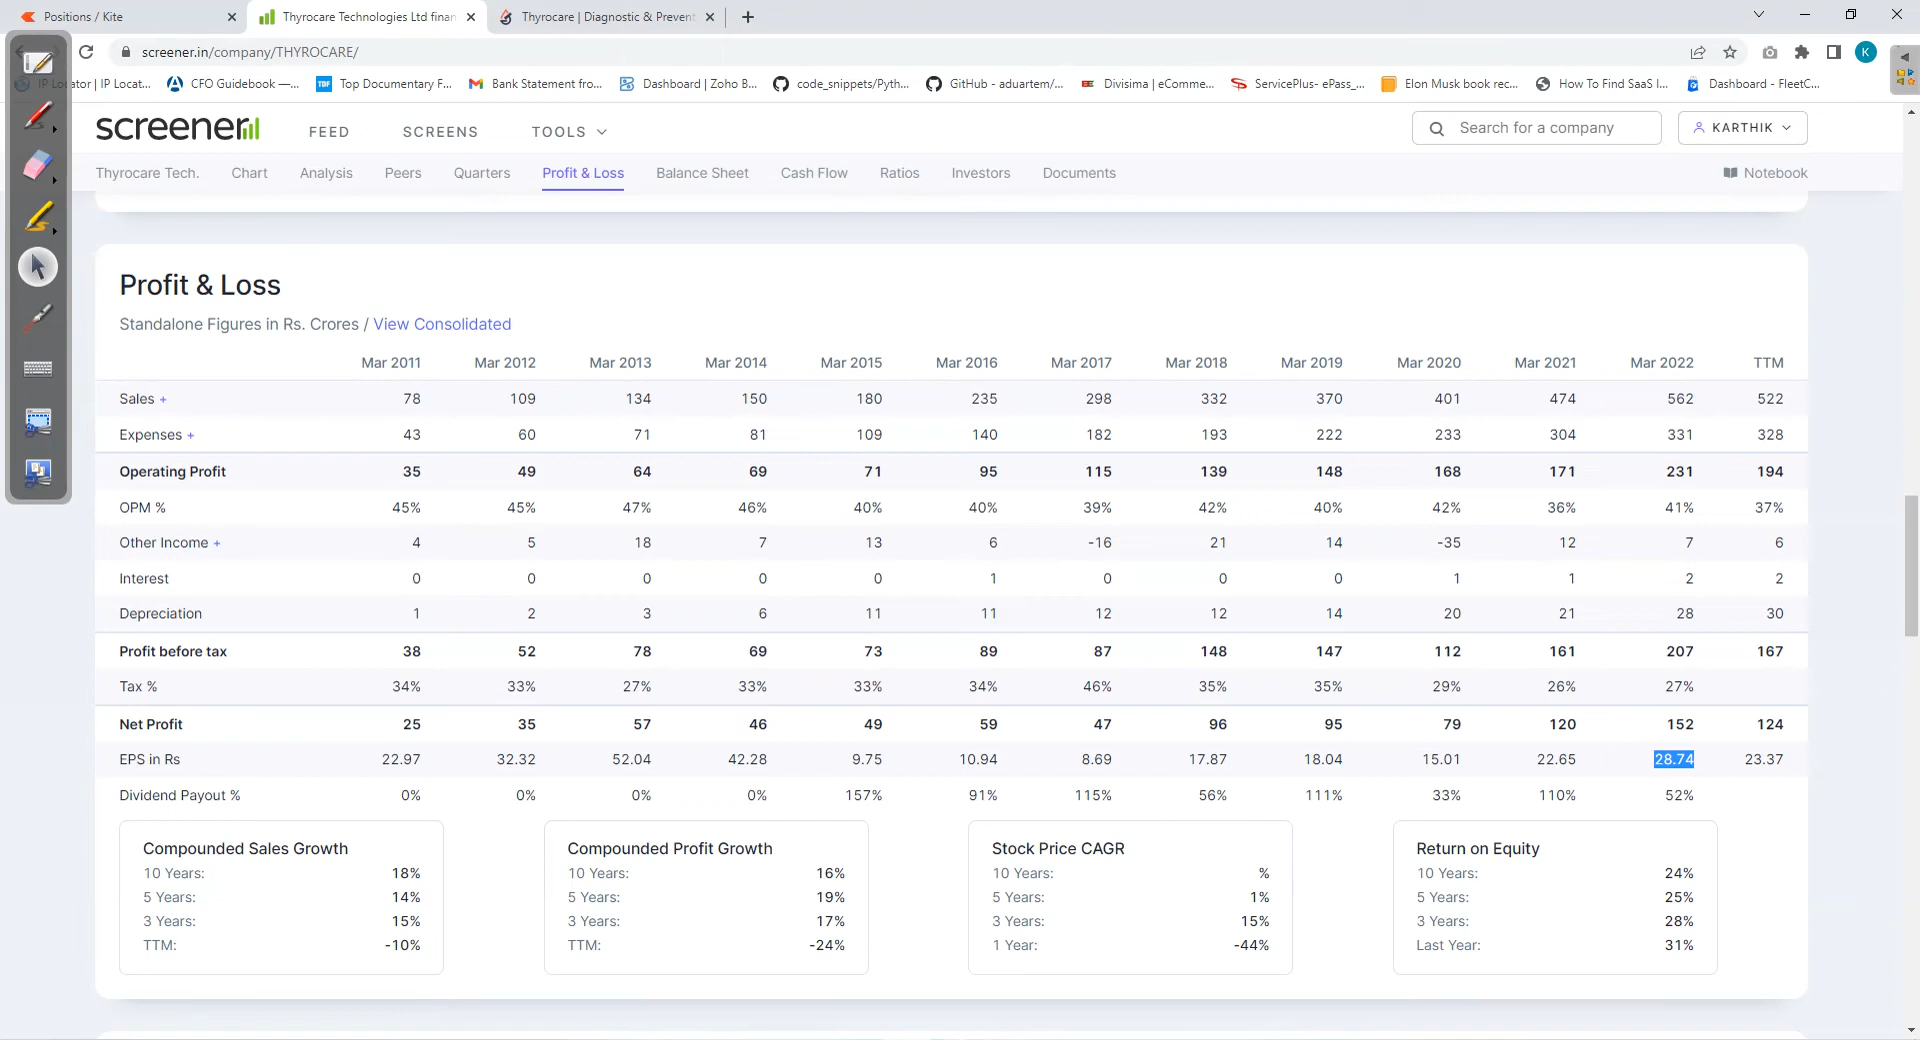 Positions / Kite
Thyrocare Technologies Ltd finan
Thyrocare | Diagnostic & Prevent
screener.in/company/THYROCARE/
K
IP Locator | IP Locat...
CFO Guidebook —...
TDF Top Documentary F...
Bank Statement fro...
Dashboard | Zoho B...
code_snippets/Pyth...
GitHub - aduartem/...
Divisima | eComme...
ServicePlus- ePass_...
Elon Musk book rec...
How To Find SaaS I...
Dashboard - FleetC...
screener
FEED SCREENS TOOLS
Search for a company
KARTHIK
Thyrocare Tech. Chart Analysis Peers Quarters Profit & Loss Balance Sheet Cash Flow Ratios Investors Documents Notebook
Profit & Loss
Standalone Figures in Rs. Crores / View Consolidated
Mar 2011 Mar 2012 Mar 2013 Mar 2014 Mar 2015 Mar 2016 Mar 2017 Mar 2018 Mar 2019 Mar 2020 Mar 2021 Mar 2022 TTM
Sales + 78 109 134 150 180 235 298 332 370 401 474 562 522
Expenses + 43 60 71 81 109 140 182 193 222 233 304 331 328
Operating Profit 35 49 64 69 71 95 115 139 148 168 171 231 194
OPM % 45% 45% 47% 46% 40% 40% 39% 42% 40% 42% 36% 41% 37%
Other Income + 4 5 18 7 13 6 -16 21 14 -35 12 7 6
Interest 0 0 0 0 0 1 0 0 0 1 1 2 2
Depreciation 1 2 3 6 11 11 12 12 14 20 21 28 30
Profit before tax 38 52 78 69 73 89 87 148 147 112 161 207 167
Tax % 34% 33% 27% 33% 33% 34% 46% 35% 35% 29% 26% 27%
Net Profit 25 35 57 46 49 59 47 96 95 79 120 152 124
EPS in Rs 22.97 32.32 52.04 42.28 9.75 10.94 8.69 17.87 18.04 15.01 22.65 28.74 23.37
Dividend Payout % 0% 0% 0% 0% 157% 91% 115% 56% 111% 33% 110% 52%
Compounded Sales Growth
10 Years: 18%
5 Years: 14%
3 Years: 15%
TTM: -10%
Compounded Profit Growth
10 Years: 16%
5 Years: 19%
3 Years: 17%
TTM: -24%
Stock Price CAGR
10 Years: %
5 Years: 1%
3 Years: 15%
1 Year: -44%
Return on Equity
10 Years: 24%
5 Years: 25%
3 Years: 28%
Last Year: 31%